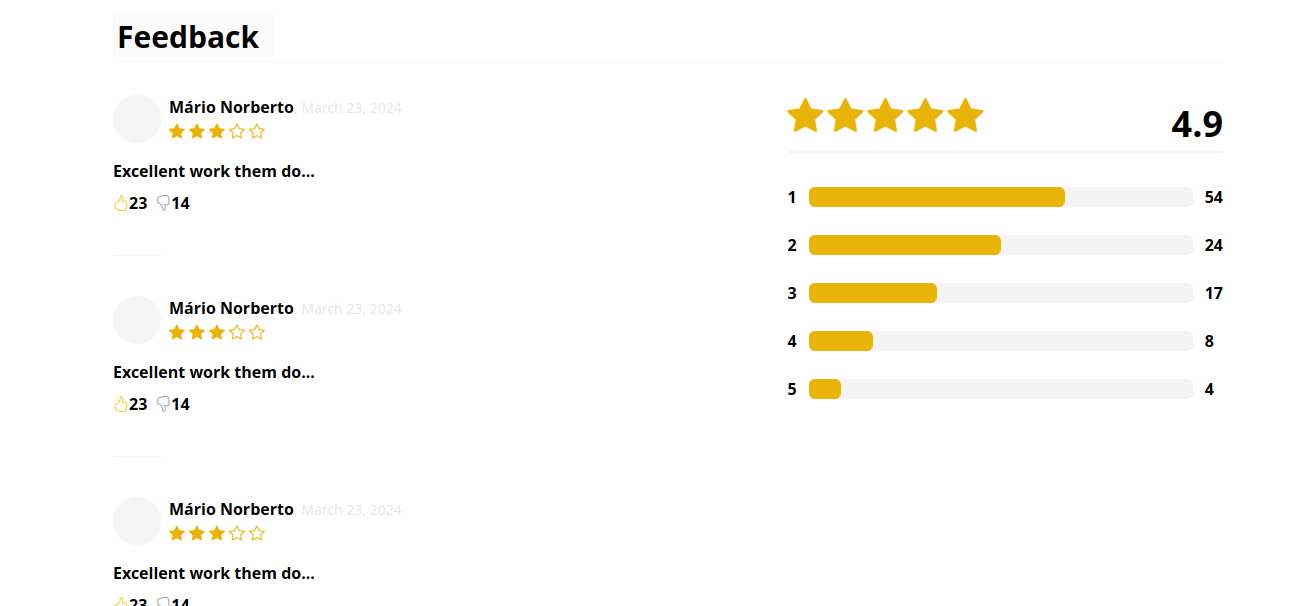 Feedback
Mário Norberto, March 23, 2024
Excellent work them do...
23 14
Mário Norberto, March 23, 2024
Excellent work them do...
23 14
Mário Norberto, March 23, 2024
Excellent work them do...
23 14
4.9
1 54
2 24
3 17
4 8
5 4